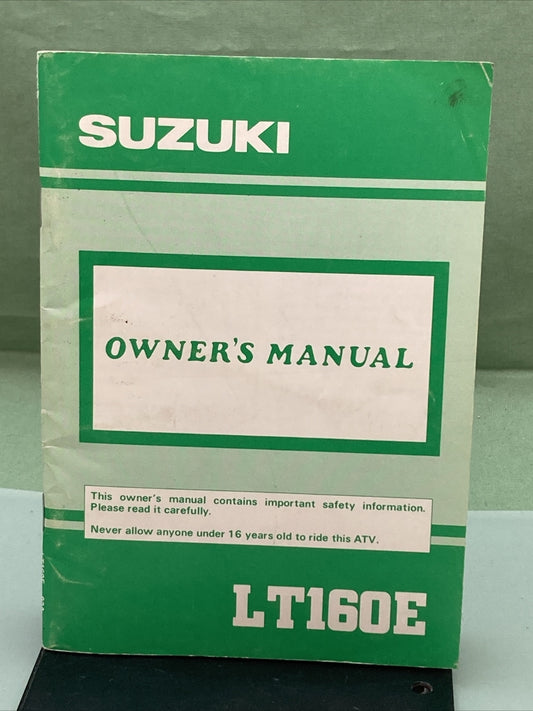 SUZUKI
OWNER'S MANUAL
This owner's manual contains important safety information.
Please read it carefully.
Never allow anyone under 16 years old to ride this ATV.
LT160E